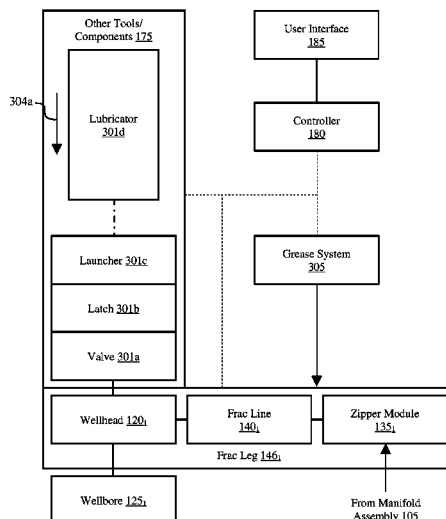 Other Tools/
Components 175
304a
Lubricator
301d
Launcher 301c
Latch 301b
Valve 301a
User Interface
185
Controller
180
Grease System
305
Wellhead 120₁
Frac Line
140₁
Zipper Module
135₁
Frac Leg 146₁
Wellbore 125₁
From Manifold
Assembly 105